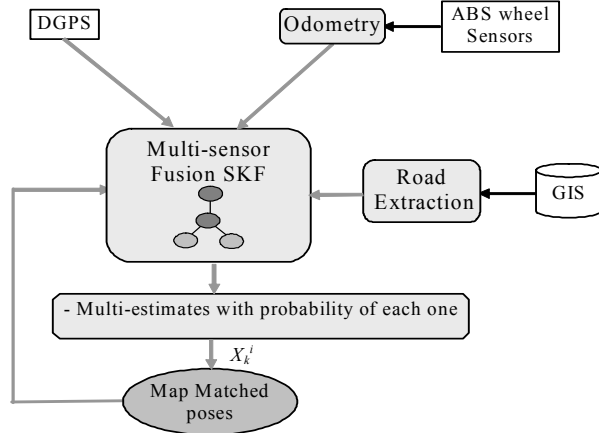 DGPS
Odometry
ABS wheel
Sensors
Multi-sensor
Fusion SKF
Road
Extraction
GIS
- Multi-estimates with probability of each one
X_k^i
Map Matched
poses